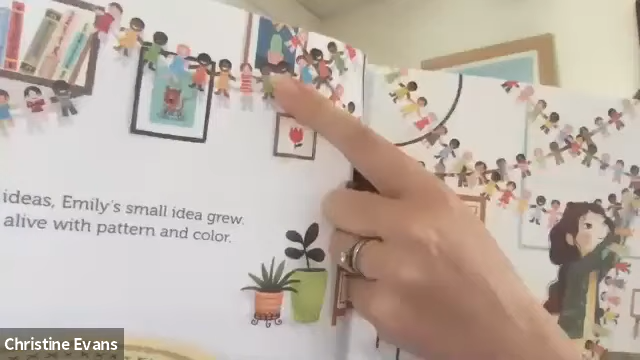 ideas, Emily's small idea grew.
alive with pattern and color.
Christine Evans